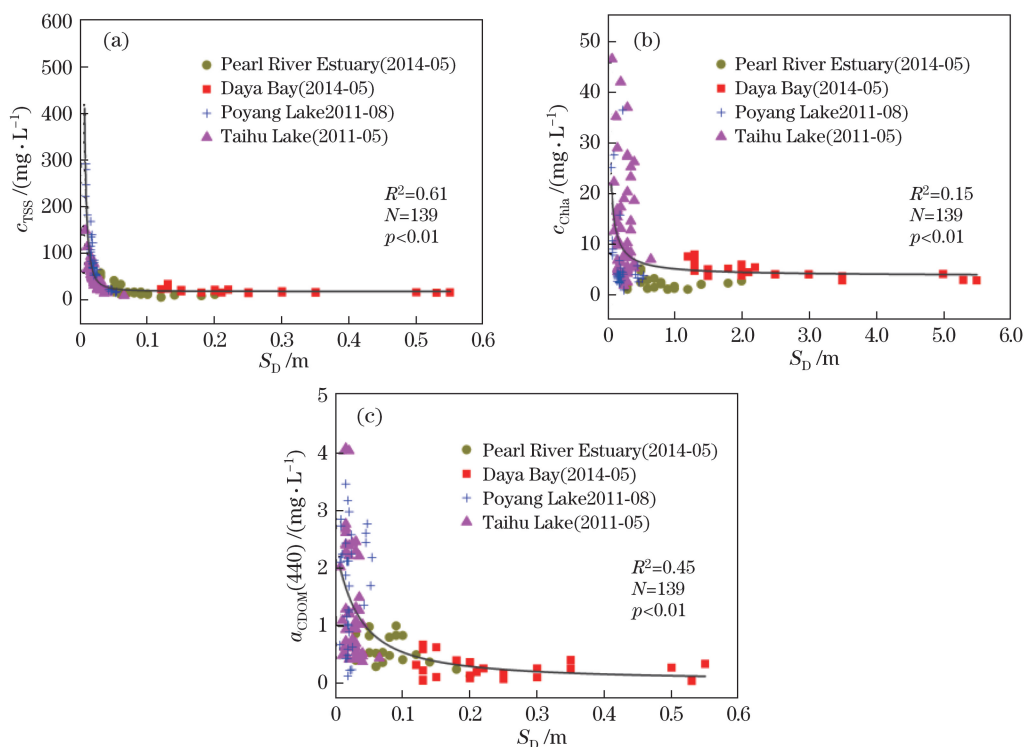 (a)
600
500
400
300
200
100
0
c_TSS /(mg·L⁻¹)
Pearl River Estuary(2014-05)
Daya Bay(2014-05)
Poyang Lake2011-08)
Taihu Lake(2011-05)
R²=0.61
N=139
p<0.01
0 0.1 0.2 0.3 0.4 0.5 0.6
S_D /m
(b)
50
40
30
20
10
0
c_Chla /(mg·L⁻¹)
Pearl River Estuary(2014-05)
Daya Bay(2014-05)
Poyang Lake2011-08)
Taihu Lake(2011-05)
R²=0.15
N=139
p<0.01
0 1.0 2.0 3.0 4.0 5.0 6.0
S_D /m
(c)
5
4
3
2
1
0
a_CDOM(440) /(mg·L⁻¹)
Pearl River Estuary(2014-05)
Daya Bay(2014-05)
Poyang Lake2011-08)
Taihu Lake(2011-05)
R²=0.45
N=139
p<0.01
0 0.1 0.2 0.3 0.4 0.5 0.6
S_D /m